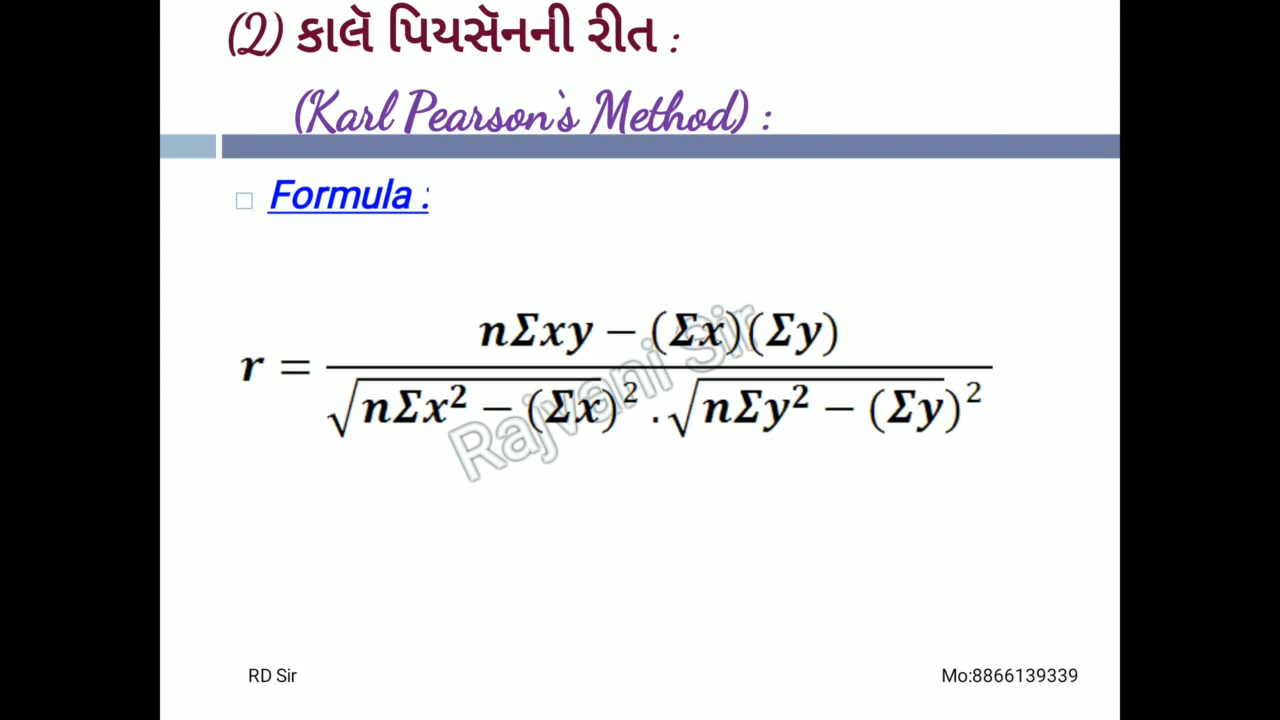 (2) કાર્લ પિયર્સનની રીત :
(Karl Pearson`s Method) :
Formula :
r = nΣxy − (Σx)(Σy) / √nΣx² − (Σx)² . √nΣy² − (Σy)²
Rajvani Sir
RD Sir
Mo:8866139339